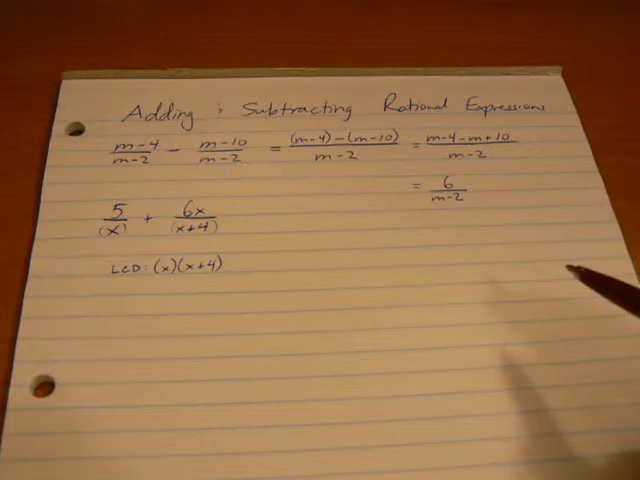 Adding & Subtracting Rational Expressions
(m-4)/(m-2) - (m-10)/(m-2) = ((m-4)-(m-10))/(m-2) = (m-4-m+10)/(m-2)
= 6/(m-2)
5/(x) + 6x/(x+4)
LCD: (x)(x+4)